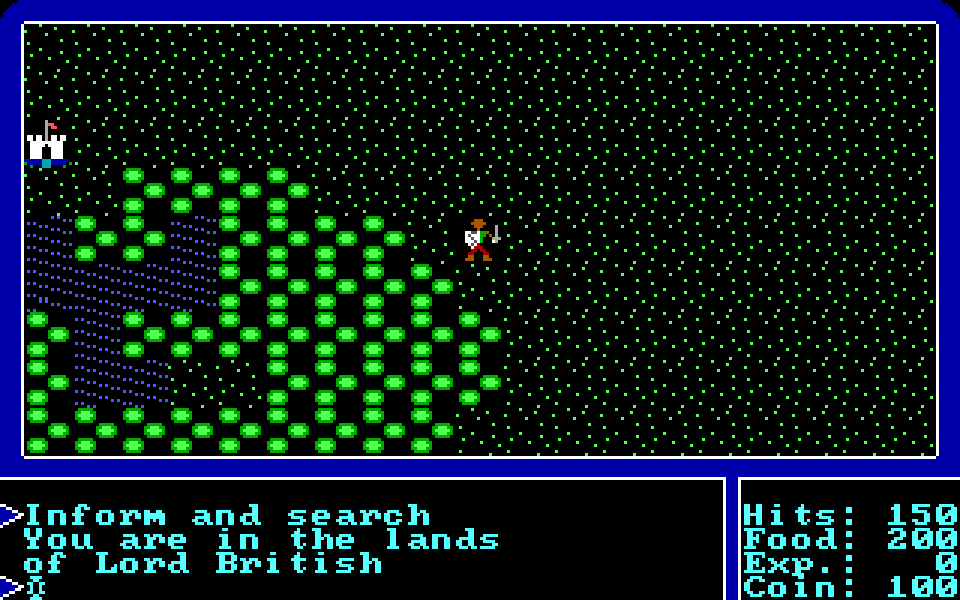 Inform and search
You are in the lands
of Lord British
Hits: 150
Food: 200
Exp.: 0
Coin: 100